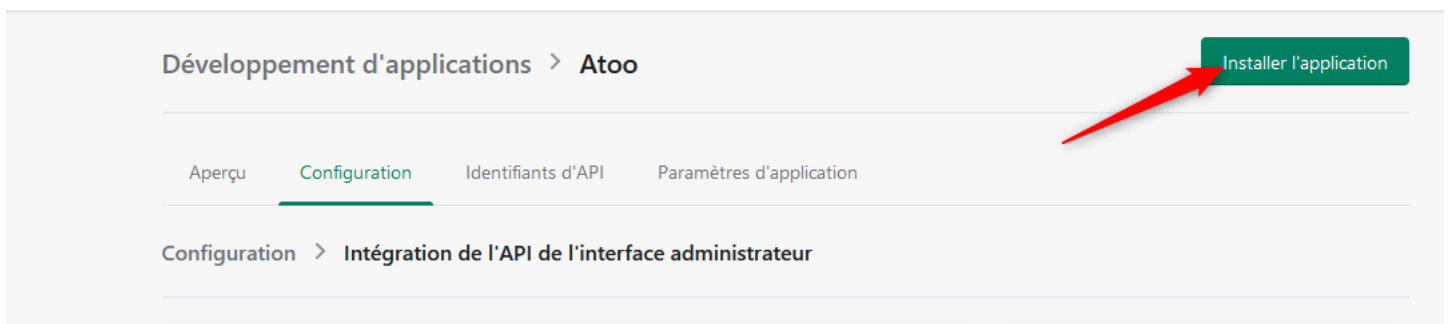 Développement d'applications > Atoo
Installer l'application
Aperçu Configuration Identifiants d'API Paramètres d'application
Configuration > Intégration de l'API de l'interface administrateur